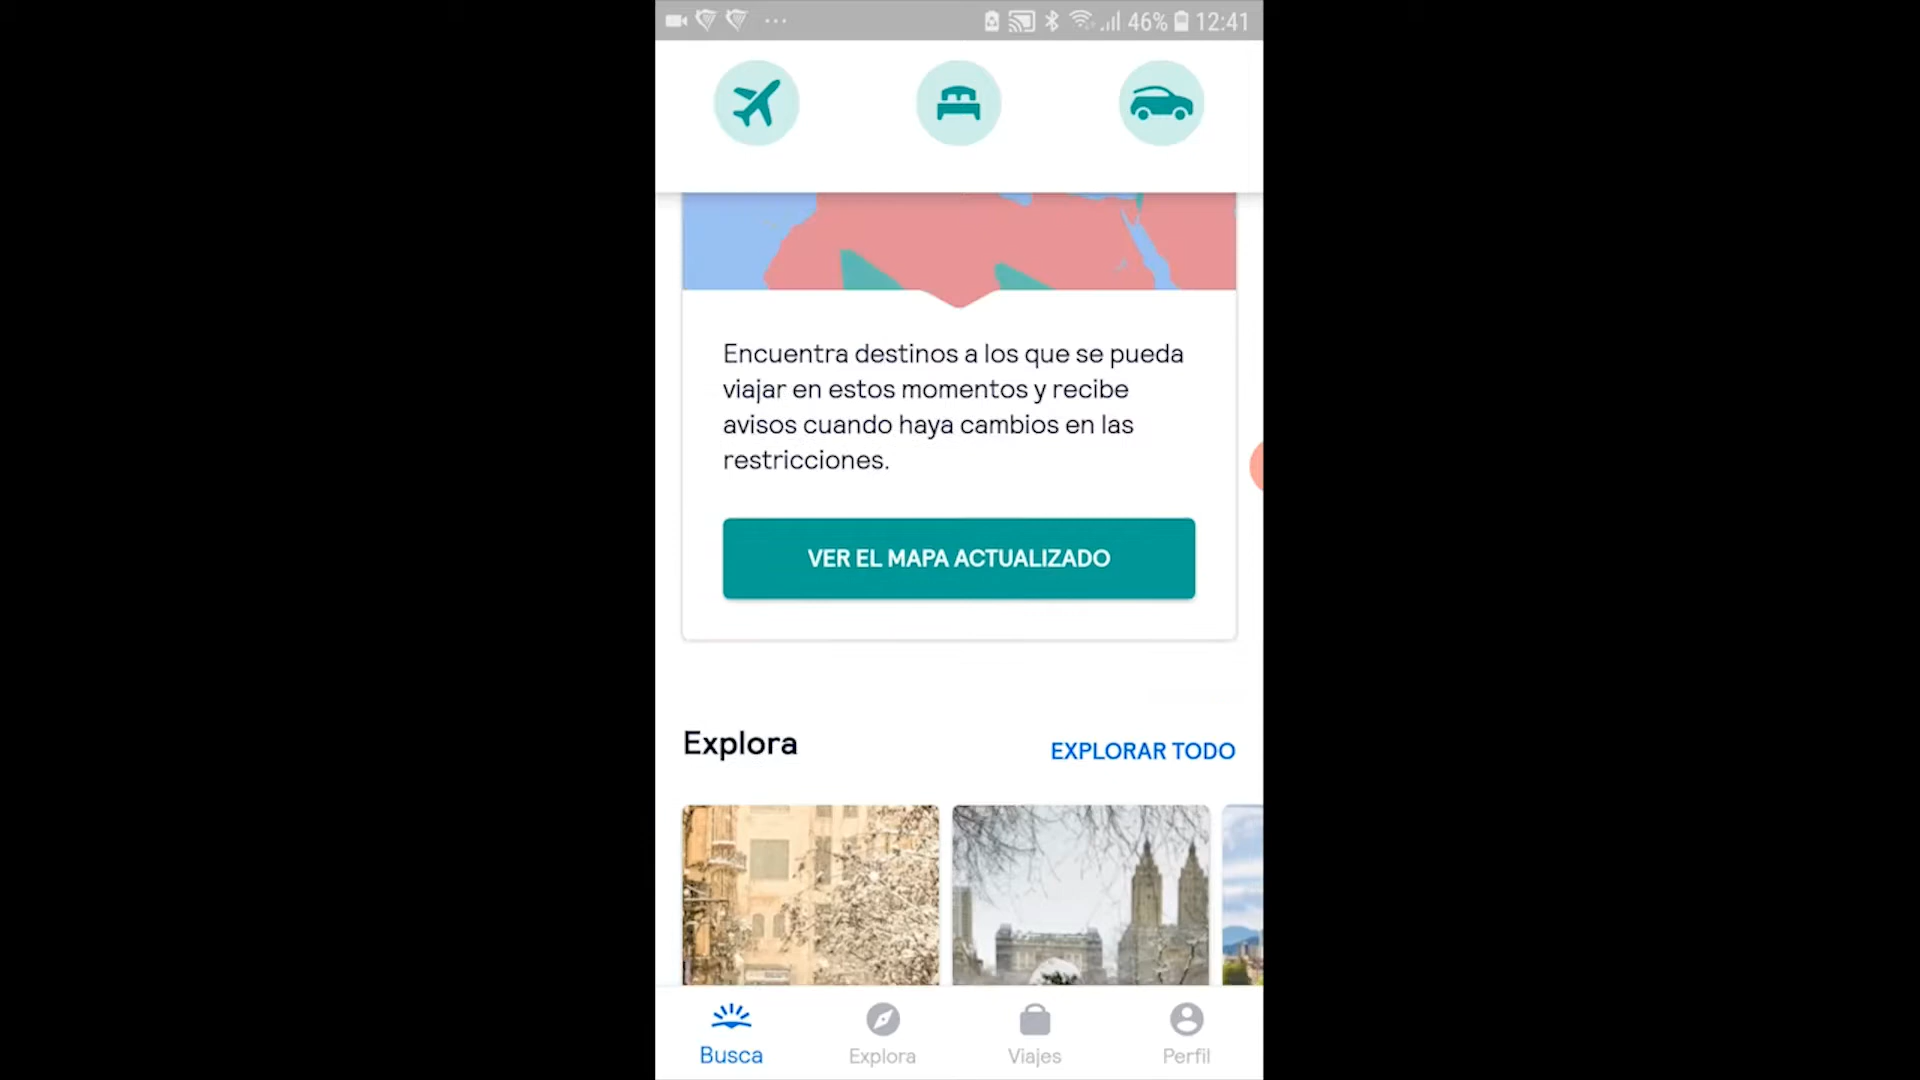 46% 12:41
Encuentra destinos a los que se pueda
viajar en estos momentos y recibe
avisos cuando haya cambios en las
restricciones.
VER EL MAPA ACTUALIZADO
Explora
EXPLORAR TODO
Busca
Explora
Viajes
Perfil